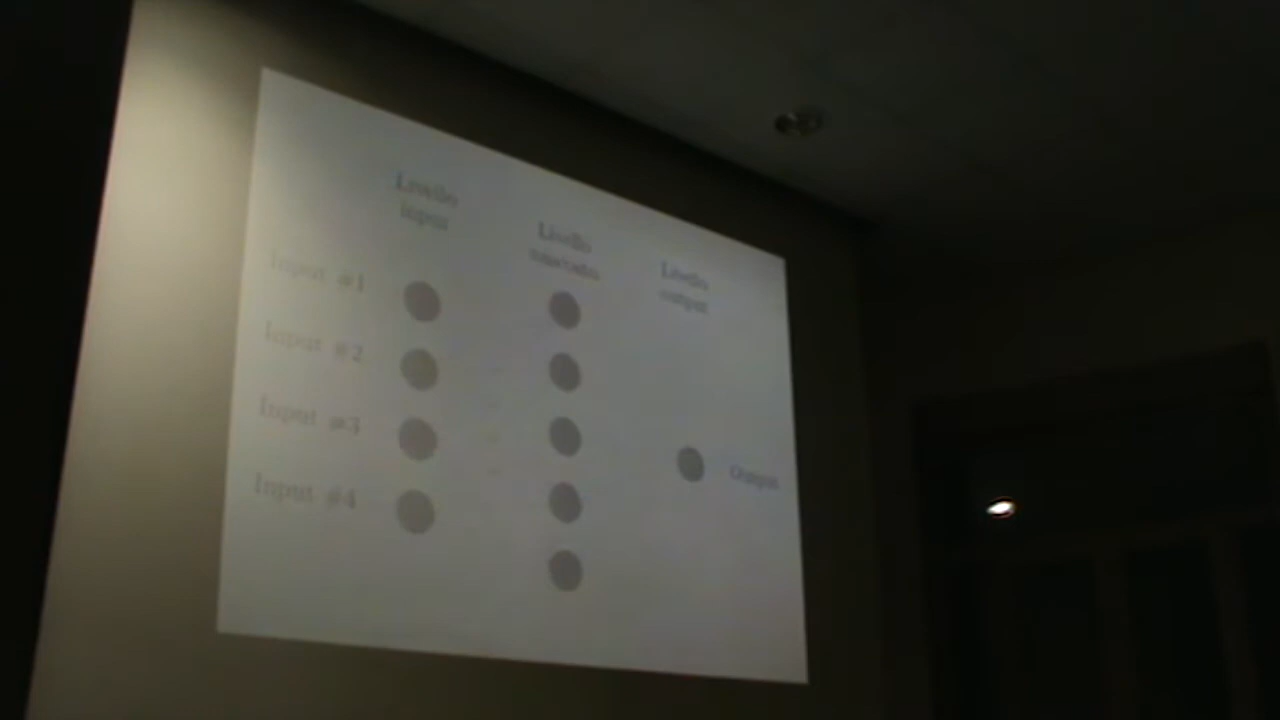 Livello
input
Livello
nascosto
Livello
output
Input #1
Input #2
Input #3
Input #4
Output